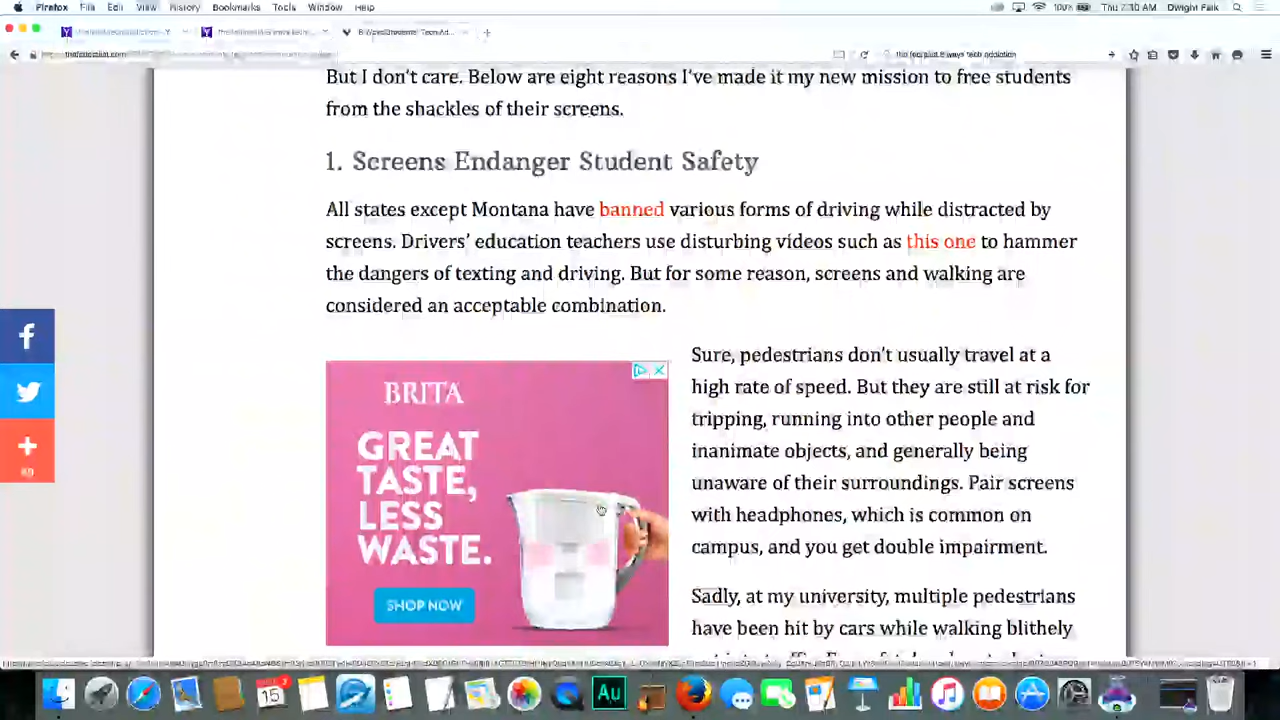 Firefox File Edit View History Bookmarks Tools Window Help
100% Thu 7:10 AM Dwight Falk
But I don't care. Below are eight reasons I've made it my new mission to free students
from the shackles of their screens.
1. Screens Endanger Student Safety
All states except Montana have banned various forms of driving while distracted by
screens. Drivers' education teachers use disturbing videos such as this one to hammer
the dangers of texting and driving. But for some reason, screens and walking are
considered an acceptable combination.
BRITA
GREAT
TASTE,
LESS
WASTE.
SHOP NOW
Sure, pedestrians don't usually travel at a
high rate of speed. But they are still at risk for
tripping, running into other people and
inanimate objects, and generally being
unaware of their surroundings. Pair screens
with headphones, which is common on
campus, and you get double impairment.
Sadly, at my university, multiple pedestrians
have been hit by cars while walking blithely
15
Au